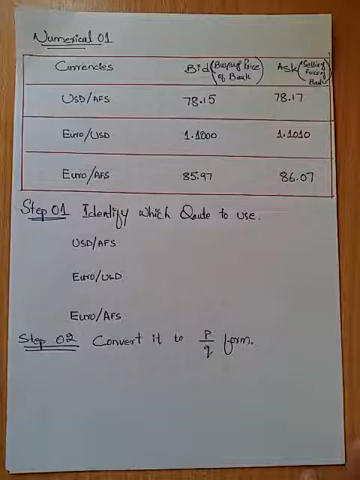 Numerical 01
Currencies Bid (Buying Price of Bank) Ask (Selling Price of Bank)
USD/AFS 78.15 78.17
Euro/USD 1.1000 1.1010
Euro/AFS 85.97 86.07
Step 01 Identify which Qoute to use.
USD/AFS
Euro/USD
Euro/AFS
Step 02 Convert it to P/q form.